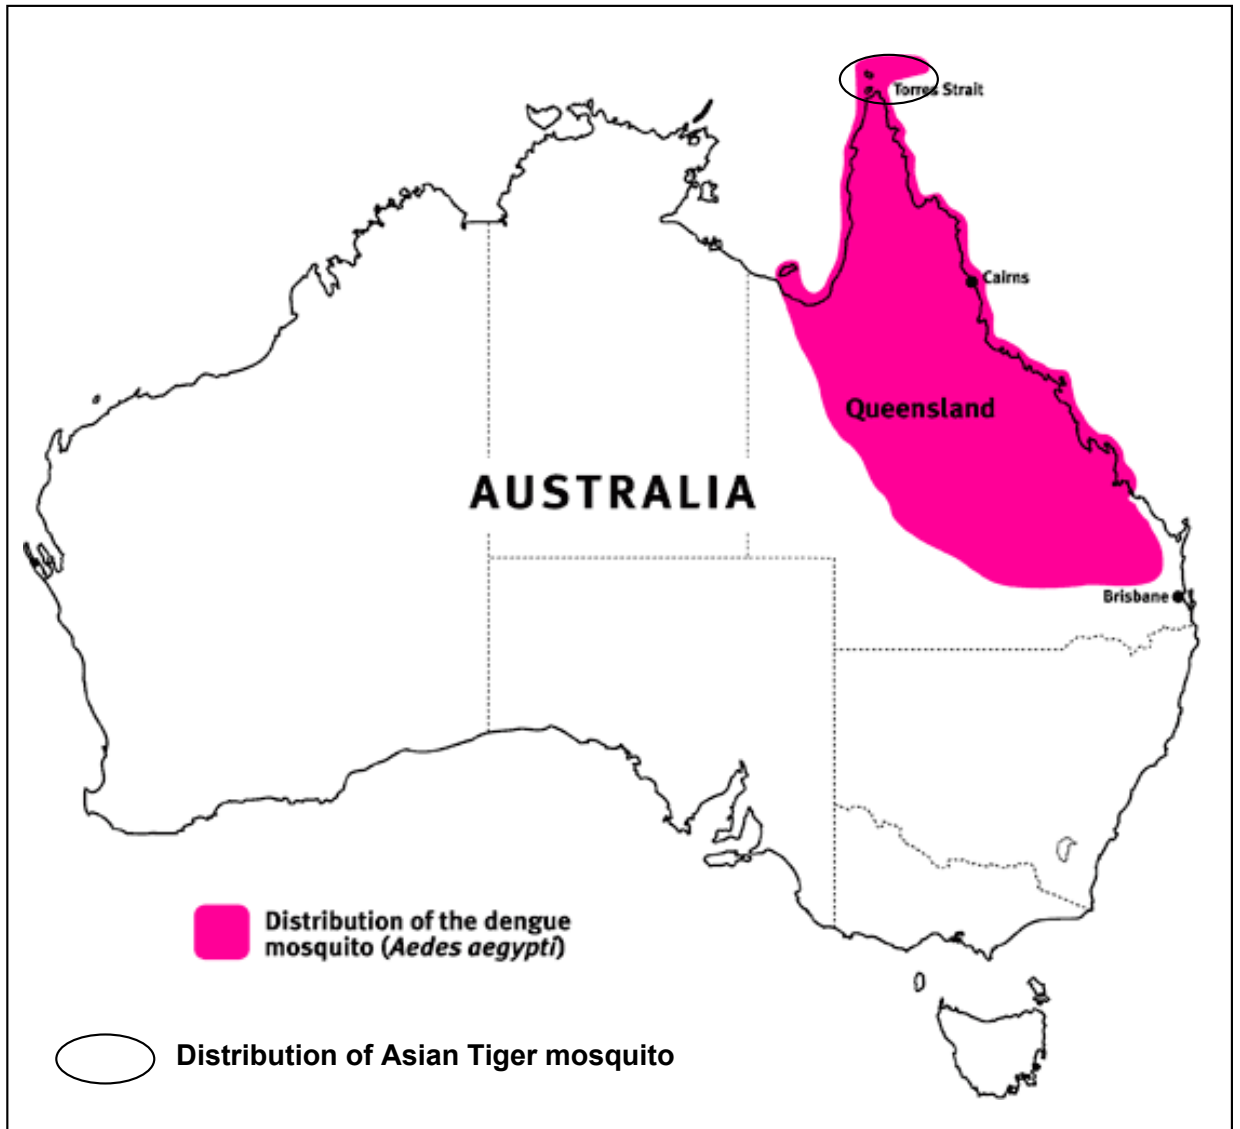 Torres Strait
Cairns
Queensland
AUSTRALIA
Brisbane
Distribution of the dengue
mosquito (Aedes aegypti)
Distribution of Asian Tiger mosquito